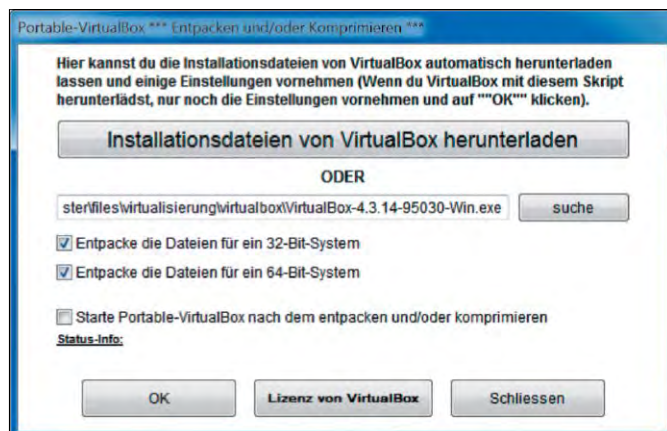 Portable-VirtualBox *** Entpacken und/oder Komprimieren ***
Hier kannst du die Installationsdateien von VirtualBox automatisch herunterladen
lassen und einige Einstellungen vornehmen (Wenn du VirtualBox mit diesem Skript
herunterlädst, nur noch die Einstellungen vornehmen und auf ""OK"" klicken).
Installationsdateien von VirtualBox herunterladen
ODER
ster\files\virtualisierung\virtualbox\VirtualBox-4.3.14-95030-Win.exe suche
Entpacke die Dateien für ein 32-Bit-System
Entpacke die Dateien für ein 64-Bit-System
Starte Portable-VirtualBox nach dem entpacken und/oder komprimieren
Status-Info:
OK Lizenz von VirtualBox Schliessen